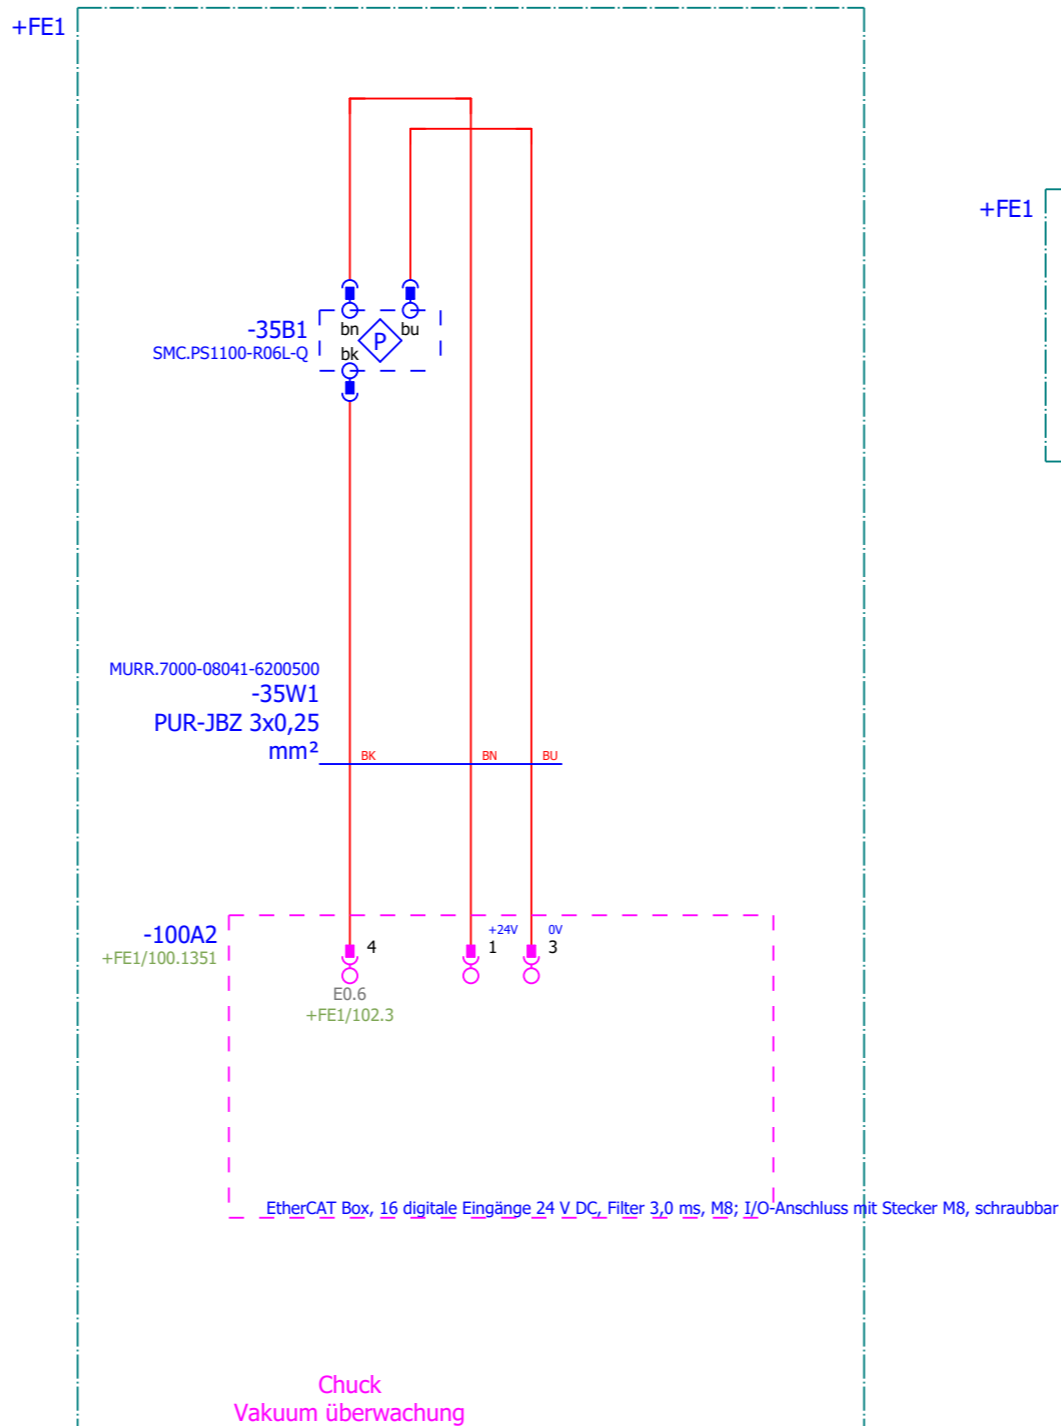 +FE1
+FE1
-35B1
SMC.PS1100-R06L-Q
bn
bu
P
bk
MURR.7000-08041-6200500
-35W1
PUR-JBZ 3x0,25
mm²
BK
BN
BU
-100A2
+FE1/100.1351
4
+24V
1
0V
3
E0.6
+FE1/102.3
EtherCAT Box, 16 digitale Eingänge 24 V DC, Filter 3,0 ms, M8; I/O-Anschluss mit Stecker M8, schraubbar
Chuck
Vakuum überwachung